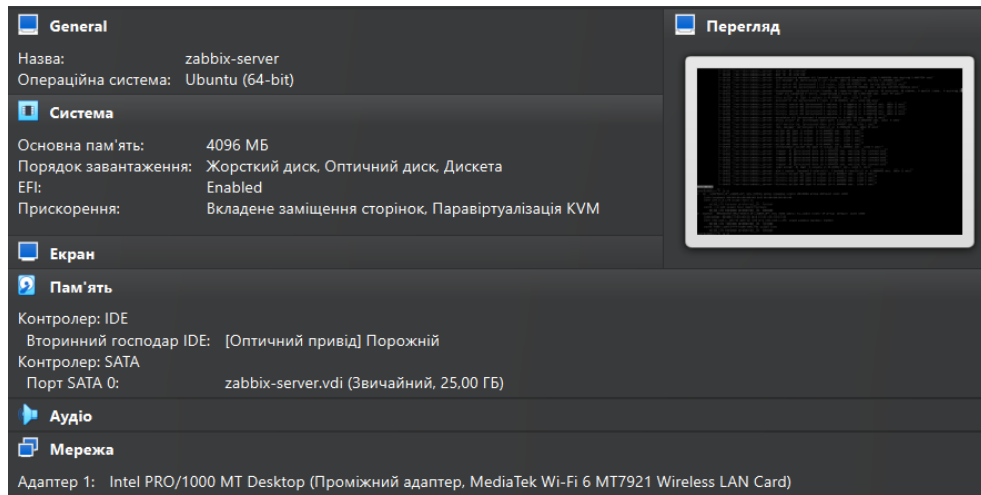 General
Назва: zabbix-server
Операційна система: Ubuntu (64-bit)
Система
Основна пам'ять: 4096 МБ
Порядок завантаження: Жорсткий диск, Оптичний диск, Дискета
EFI: Enabled
Прискорення: Вкладене заміщення сторінок, Паравіртуалізація KVM
Перегляд
Екран
Пам'ять
Контролер: IDE
Вторинний господар IDE: [Оптичний привід] Порожній
Контролер: SATA
Порт SATA 0: zabbix-server.vdi (Звичайний, 25,00 ГБ)
Аудіо
Мережа
Адаптер 1: Intel PRO/1000 MT Desktop (Проміжний адаптер, MediaTek Wi-Fi 6 MT7921 Wireless LAN Card)